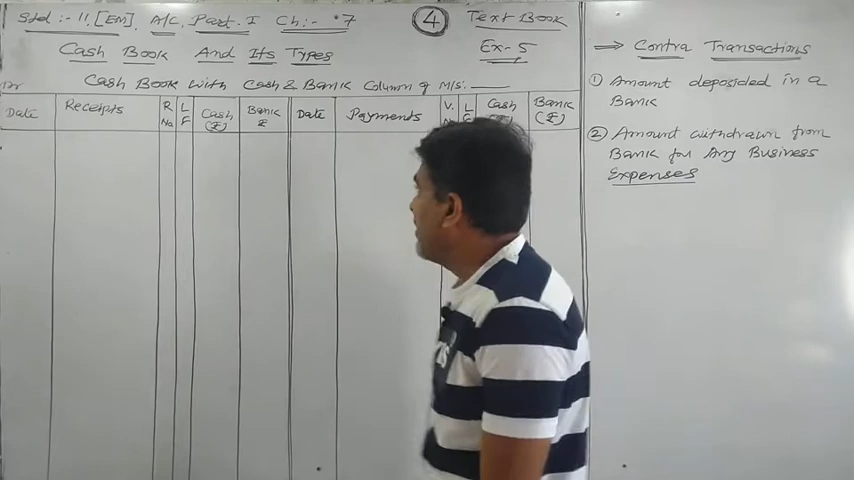 Std :- 11, [EM], A/C, Part. I Ch:- 7
4
Text Book
Ex-5
Cash Book And Its Types
Dr Cash Book with Cash & Bank Column of M/s:
Date Receipts R No L F Cash (₹) Bank ₹ Date Payments V. L Cash Bank (₹)
⇒ Contra Transactions
① Amount deposided in a
Bank
② Amount withdrawn from
Bank for Any Business
Expenses